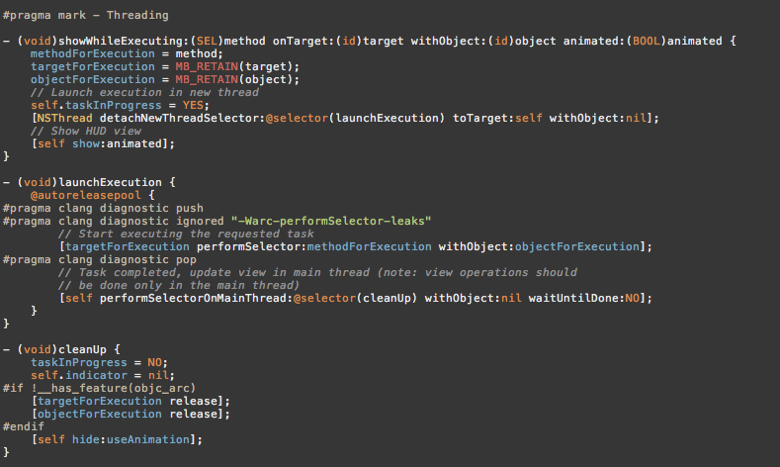 #pragma mark - Threading
- (void)showWhileExecuting:(SEL)method onTarget:(id)target withObject:(id)object animated:(BOOL)animated {
methodForExecution = method;
targetForExecution = MB_RETAIN(target);
objectForExecution = MB_RETAIN(object);
// Launch execution in new thread
self.taskInProgress = YES;
[NSThread detachNewThreadSelector:@selector(launchExecution) toTarget:self withObject:nil];
// Show HUD view
[self show:animated];
}
- (void)launchExecution {
@autoreleasepool {
#pragma clang diagnostic push
#pragma clang diagnostic ignored "-Warc-performSelector-leaks"
// Start executing the requested task
[targetForExecution performSelector:methodForExecution withObject:objectForExecution];
#pragma clang diagnostic pop
// Task completed, update view in main thread (note: view operations should
// be done only in the main thread)
[self performSelectorOnMainThread:@selector(cleanUp) withObject:nil waitUntilDone:NO];
}
}
- (void)cleanUp {
taskInProgress = NO;
self.indicator = nil;
#if !__has_feature(objc_arc)
[targetForExecution release];
[objectForExecution release];
#endif
[self hide:useAnimation];
}